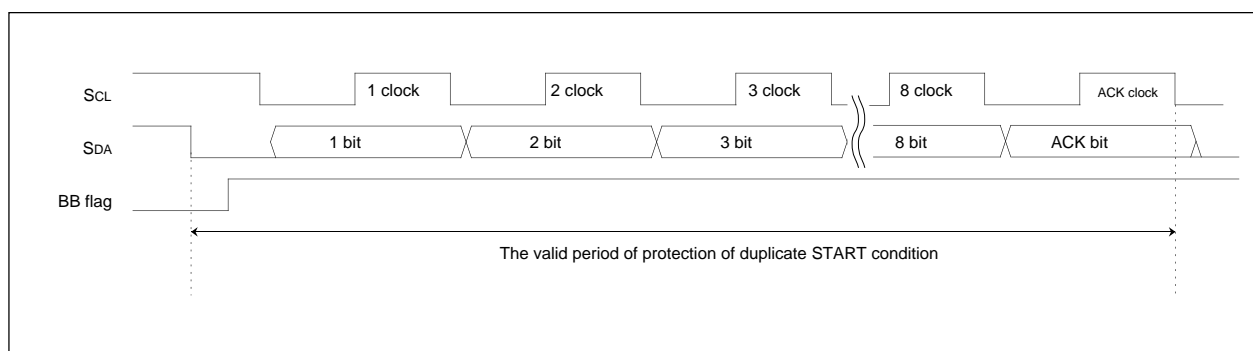 SCL 1 clock 2 clock 3 clock 8 clock ACK clock
SDA 1 bit 2 bit 3 bit 8 bit ACK bit
BB flag
The valid period of protection of duplicate START condition